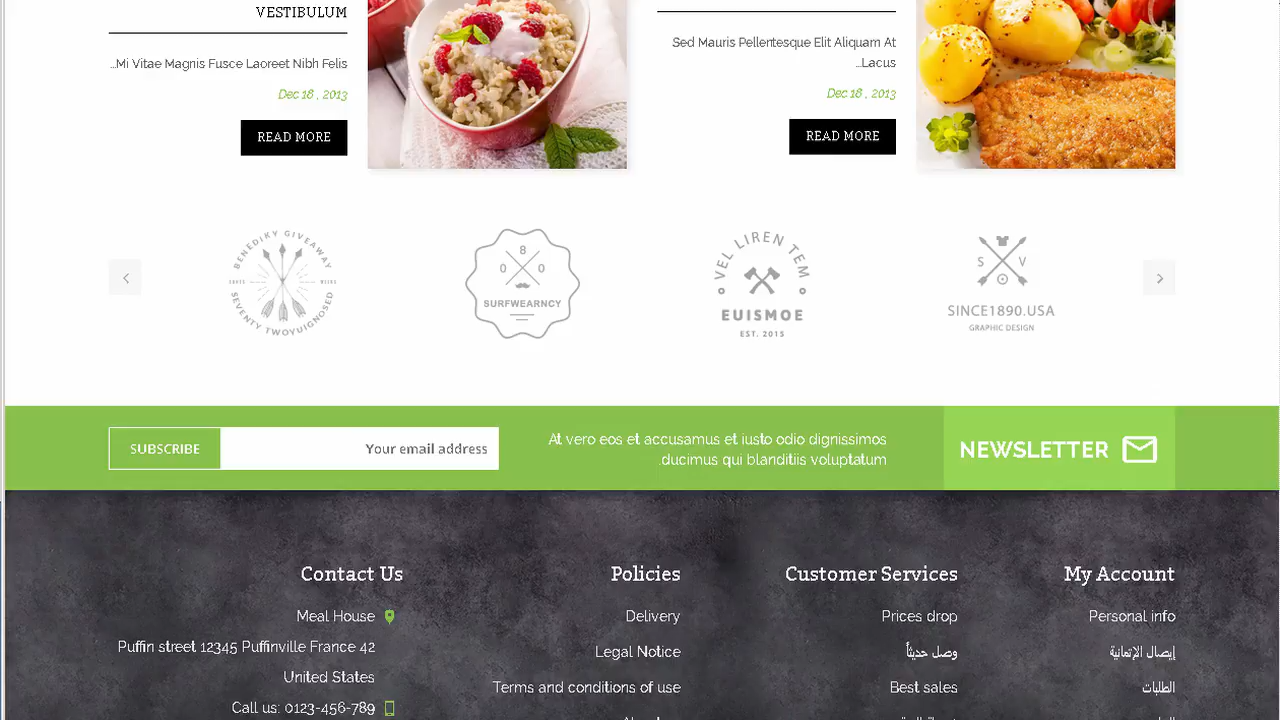 VESTIBULUM
..Mi Vitae Magnis Fusce Laoreet Nibh Felis
Dec 18 , 2013
READ MORE
Sed Mauris Pellentesque Elit Aliquam At
..Lacus
Dec 18 , 2013
READ MORE
BENEDIKY GIVEAWAY
SEVENTY TWOYUIGNOSED
8
0 0
SURFWEARNCY
VEL LIREN TEM
EUISMOE
EST. 2015
S V
SINCE1890.USA
GRAPHIC DESIGN
NEWSLETTER
At vero eos et accusamus et iusto odio dignissimos
.ducimus qui blanditiis voluptatum
Your email address
SUBSCRIBE
My Account
Personal info
إيصال الإتمانية
الطلبات
Customer Services
Prices drop
وصل حديثاً
Best sales
Policies
Delivery
Legal Notice
Terms and conditions of use
Contact Us
Meal House
Puffin street 12345 Puffinville France 42
United States
Call us: 0123-456-789